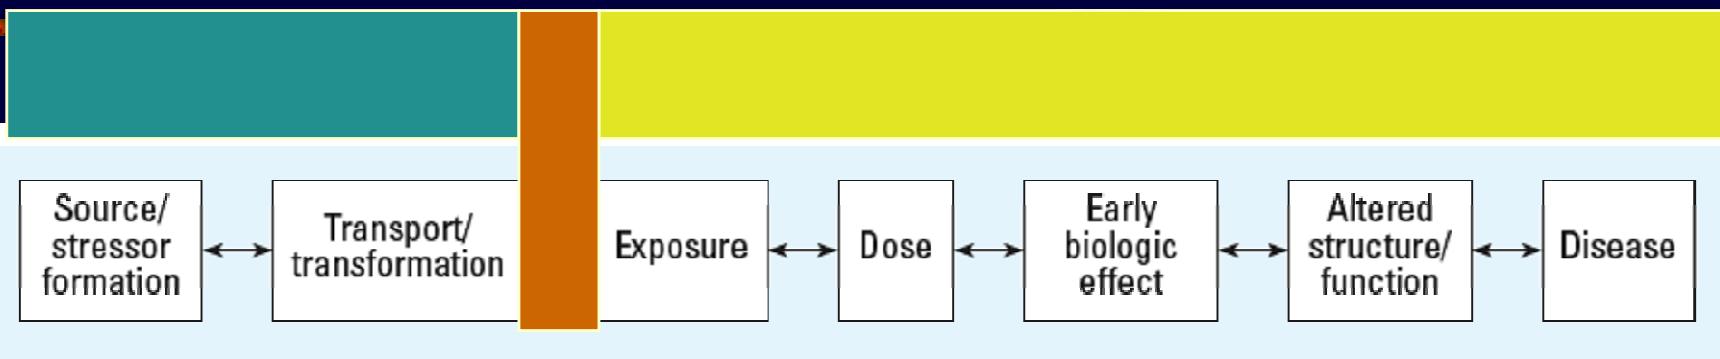 Source/
stressor
formation
Transport/
transformation
Exposure
Dose
Early
biologic
effect
Altered
structure/
function
Disease